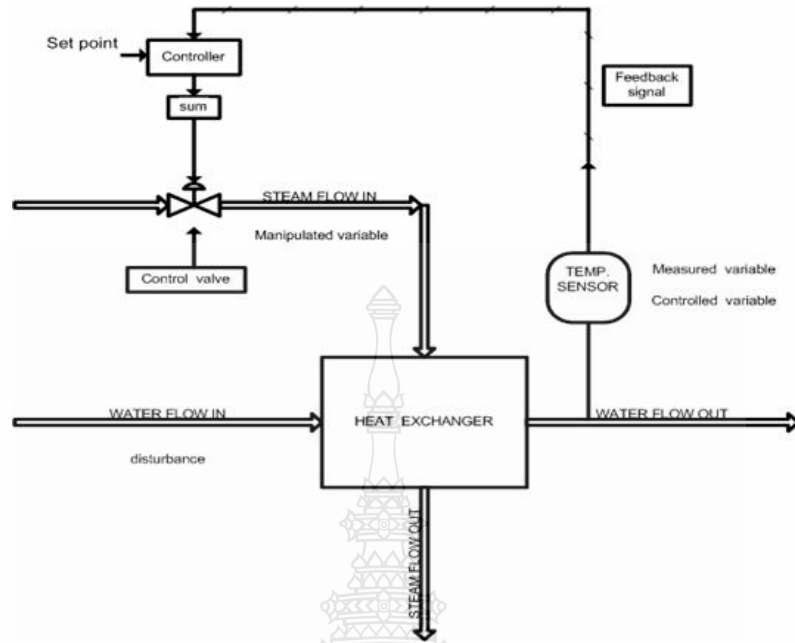 Set point
Controller
Feedback
signal
sum
STEAM FLOW IN
Manipulated variable
Control valve
TEMP.
SENSOR
Measured variable
Controlled variable
WATER FLOW IN
HEAT EXCHANGER
WATER FLOW OUT
disturbance
STEAM FLOW OUT